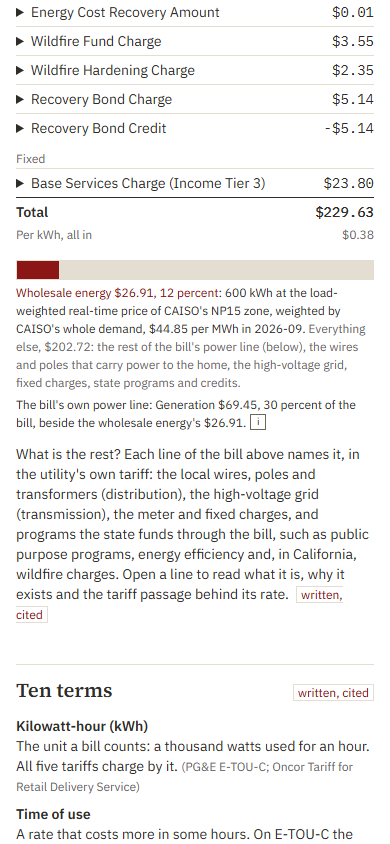 ▶ Energy Cost Recovery Amount $0.01
▶ Wildfire Fund Charge $3.55
▶ Wildfire Hardening Charge $2.35
▶ Recovery Bond Charge $5.14
▶ Recovery Bond Credit -$5.14
Fixed
▶ Base Services Charge (Income Tier 3) $23.80
Total $229.63
Per kWh, all in $0.38
Wholesale energy $26.91, 12 percent: 600 kWh at the load-
weighted real-time price of CAISO's NP15 zone, weighted by
CAISO's whole demand, $44.85 per MWh in 2026-09. Everything
else, $202.72: the rest of the bill's power line (below), the wires
and poles that carry power to the home, the high-voltage grid,
fixed charges, state programs and credits.
The bill's own power line: Generation $69.45, 30 percent of the
bill, beside the wholesale energy's $26.91. i
What is the rest? Each line of the bill above names it, in
the utility's own tariff: the local wires, poles and
transformers (distribution), the high-voltage grid
(transmission), the meter and fixed charges, and
programs the state funds through the bill, such as public
purpose programs, energy efficiency and, in California,
wildfire charges. Open a line to read what it is, why it
exists and the tariff passage behind its rate. written,
cited
Ten terms written, cited
Kilowatt-hour (kWh)
The unit a bill counts: a thousand watts used for an hour.
All five tariffs charge by it. (PG&E E-TOU-C; Oncor Tariff for
Retail Delivery Service)
Time of use
A rate that costs more in some hours. On E-TOU-C the